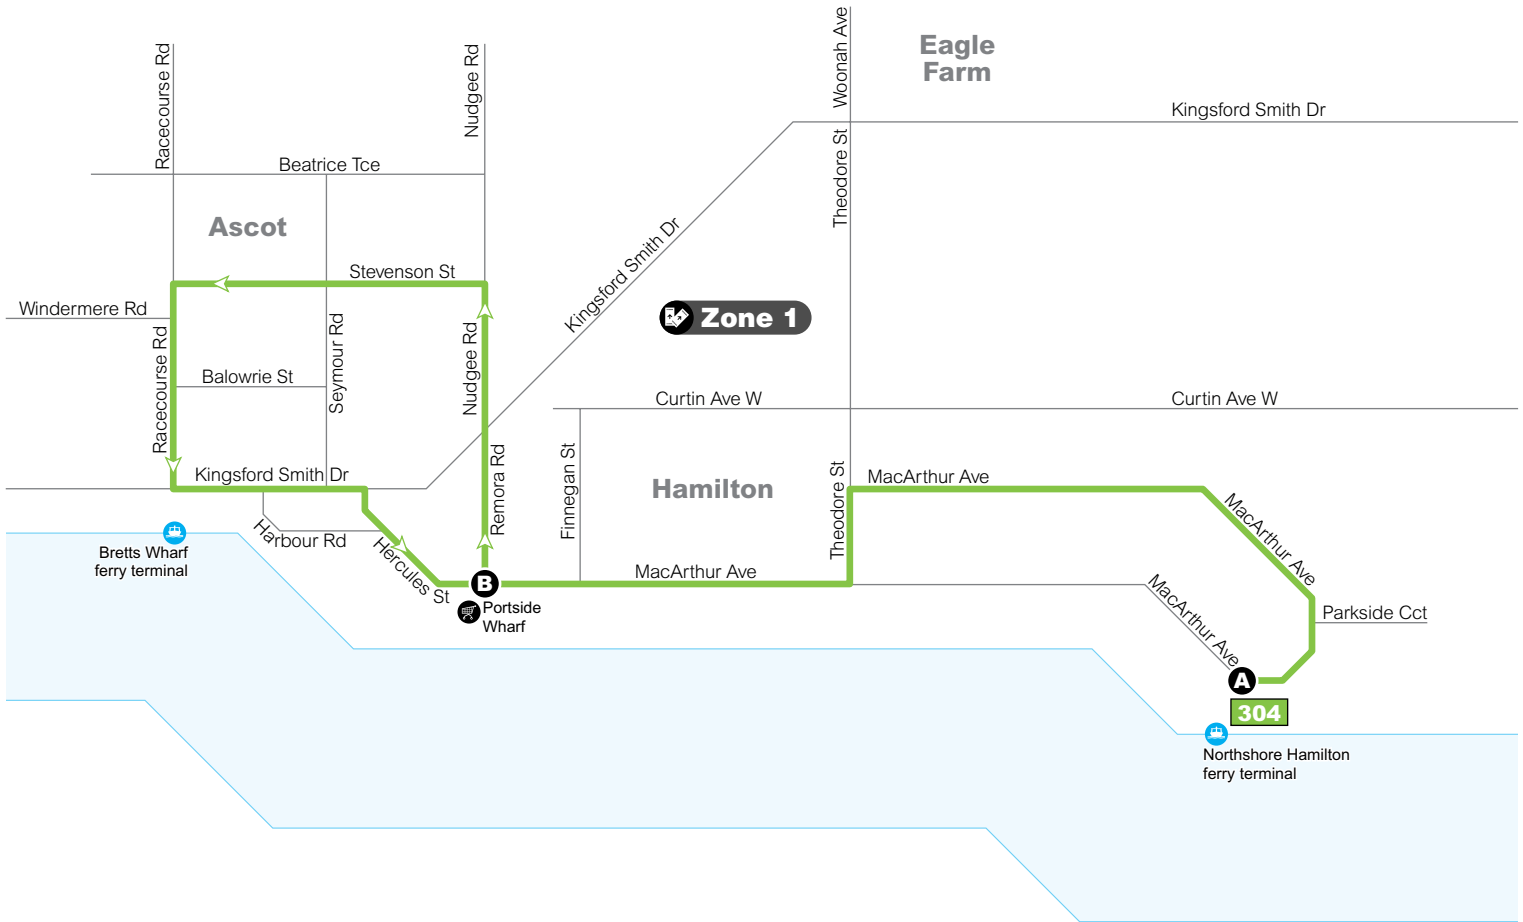 Woonah Ave
Eagle
Farm
Racecourse Rd
Nudgee Rd
Kingsford Smith Dr
Beatrice Tce
Theodore St
Ascot
Kingsford Smith Dr
Stevenson St
Windermere Rd
Zone 1
Racecourse Rd
Seymour Rd
Nudgee Rd
Balowrie St
Curtin Ave W
Curtin Ave W
Kingsford Smith Dr
Remora Rd
Finnegan St
Hamilton
Theodore St
MacArthur Ave
MacArthur Ave
Harbour Rd
Hercules St
Bretts Wharf
ferry terminal
B
MacArthur Ave
MacArthur Ave
Portside
Wharf
Parkside Cct
A
304
Northshore Hamilton
ferry terminal